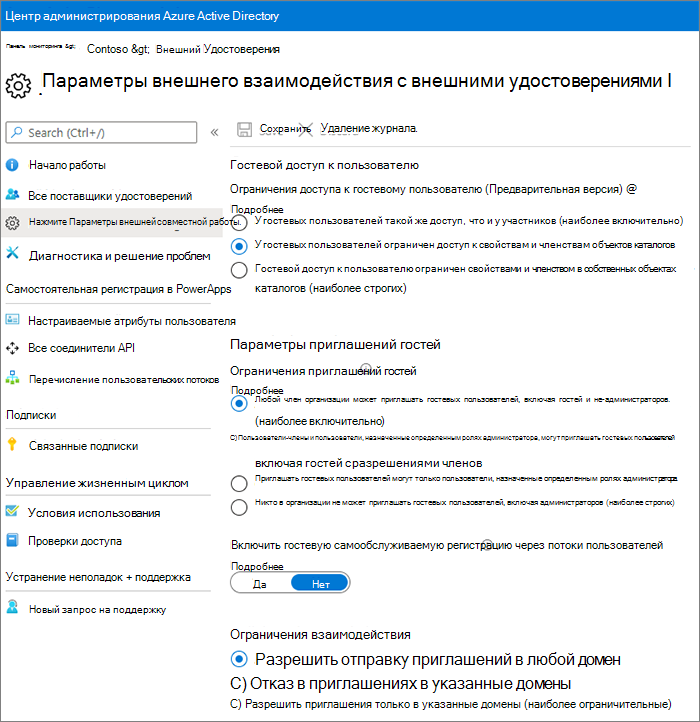 Центр администрирования Azure Active Directory
Панель мониторинга &gt; Contoso &gt; Внешний Удостоверения
Параметры внешнего взаимодействия с внешними удостоверениями I
Search (Ctrl+/)
«
Сохранить Удаление журнала.
Начало работы
Все поставщики удостоверений
Нажмите Параметры внешней совместной работы.
Диагностика и решение проблем
Самостоятельная регистрация в PowerApps
Настраиваемые атрибуты пользователя
Все соединители API
Перечисление пользовательских потоков
Подписки
Связанные подписки
Управление жизненным циклом
Условия использования
Проверки доступа
Устранение неполадок + поддержка
Новый запрос на поддержку
Гостевой доступ к пользователю
Ограничения доступа к гостевому пользователю (Предварительная версия) @
Подробнее
У гостевых пользователей такой же доступ, что и у участников (наиболее включительно)
У гостевых пользователей ограничен доступ к свойствам и членствам объектов каталогов
Гостевой доступ к пользователю ограничен свойствами и членством в собственных объектах
каталогов (наиболее строгих)
Параметры приглашений гостей
Ограничения приглашений гостей
Подробнее
Любой член организации может приглашать гостевых пользователей, включая гостей и не-администраторов.
(наиболее включительно)
C) Пользователи-члены и пользователи, назначенные определенным ролях администратора, могут приглашать гостевых пользователей
включая гостей сразрешениями членов
Приглашать гостевых пользователей могут только пользователи, назначенные определенным ролях администратора.
Никто в организации не может приглашать гостевых пользователей, включая администраторов (наиболее строгих)
Включить гостевую самообслуживаемую регистрацию через потоки пользователей
Подробнее
Да Нет
Ограничения взаимодействия
Разрешить отправку приглашений в любой домен
C) Отказ в приглашениях в указанные домены
C) Разрешить приглашения только в указанные домены (наиболее ограничительные)